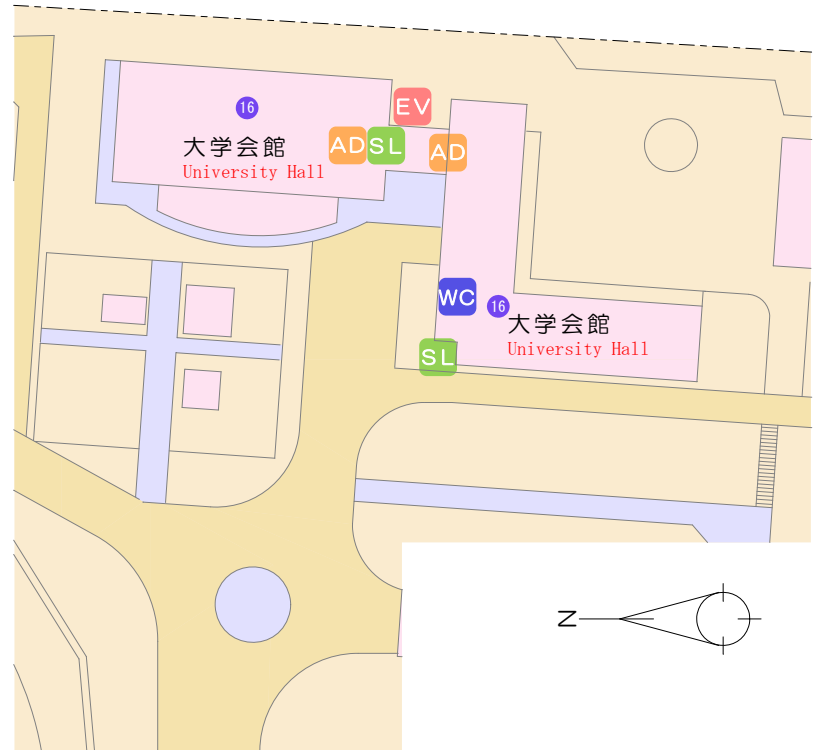 EV
16
大学会館
University Hall
AD
SL
AD
WC
16
大学会館
University Hall
SL
N